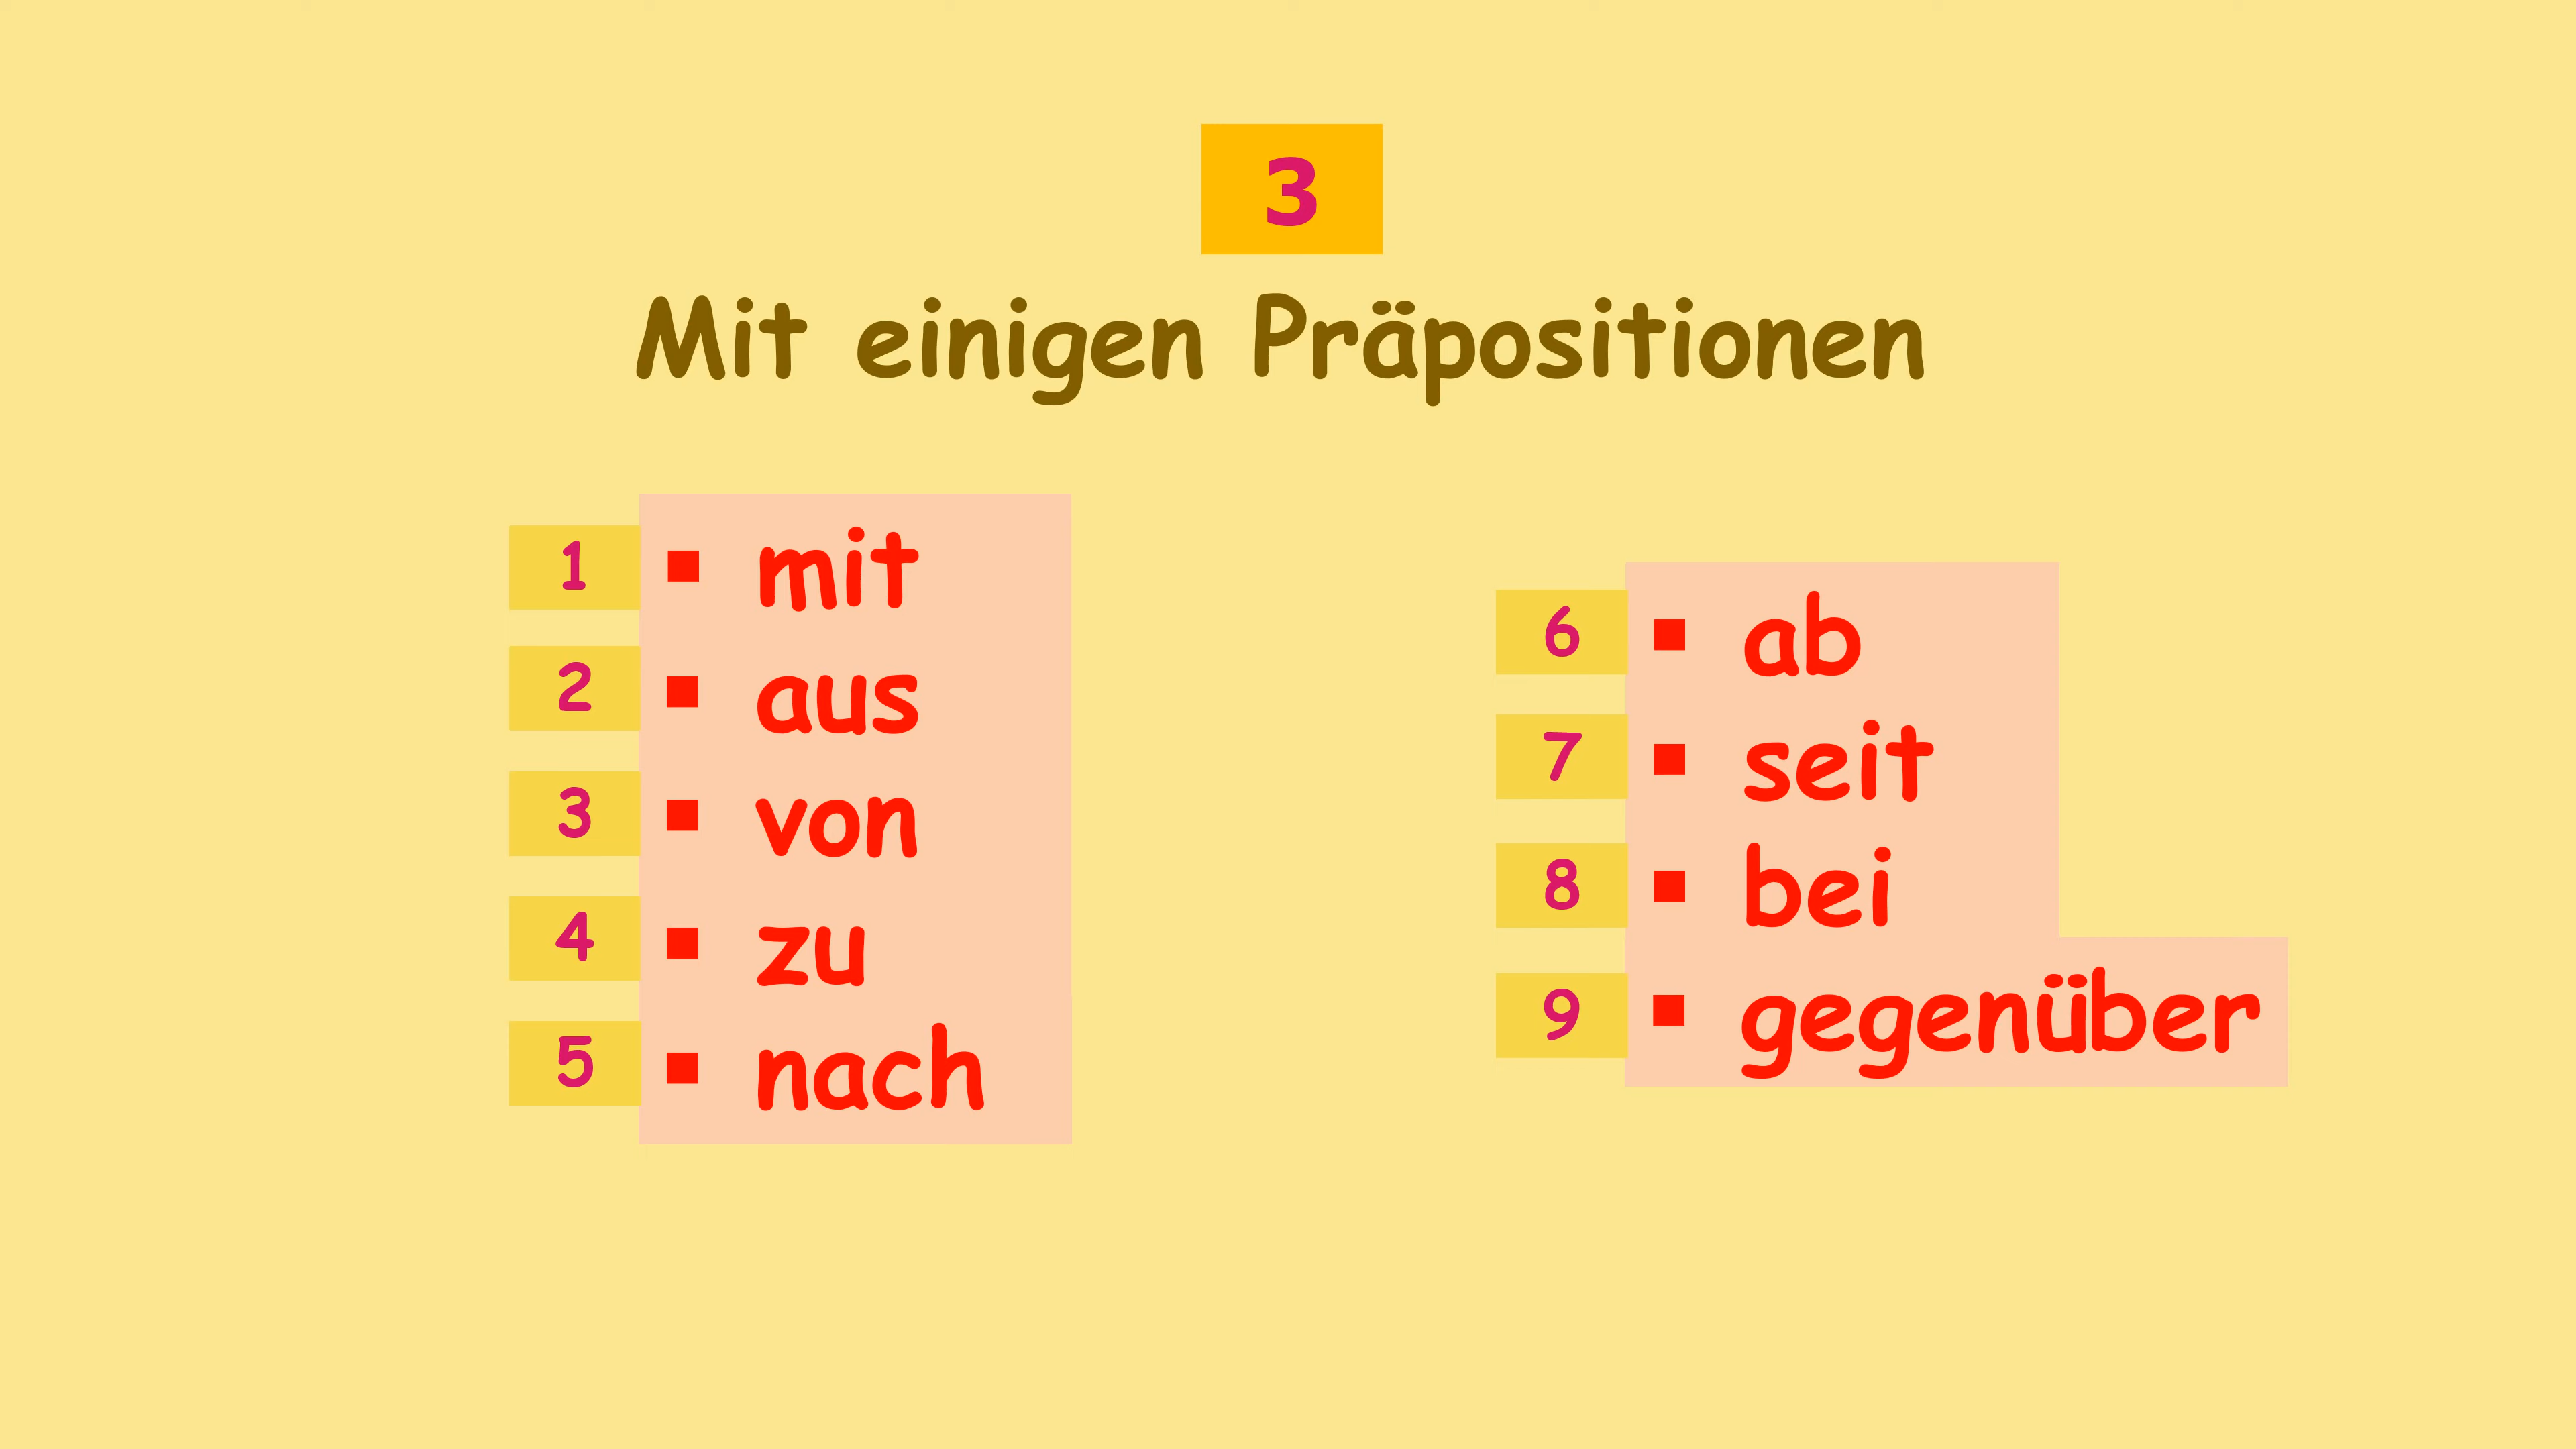 3
Mit einigen Präpositionen
1 ▪ mit
2 ▪ aus
3 ▪ von
4 ▪ zu
5 ▪ nach
6 ▪ ab
7 ▪ seit
8 ▪ bei
9 ▪ gegenüber